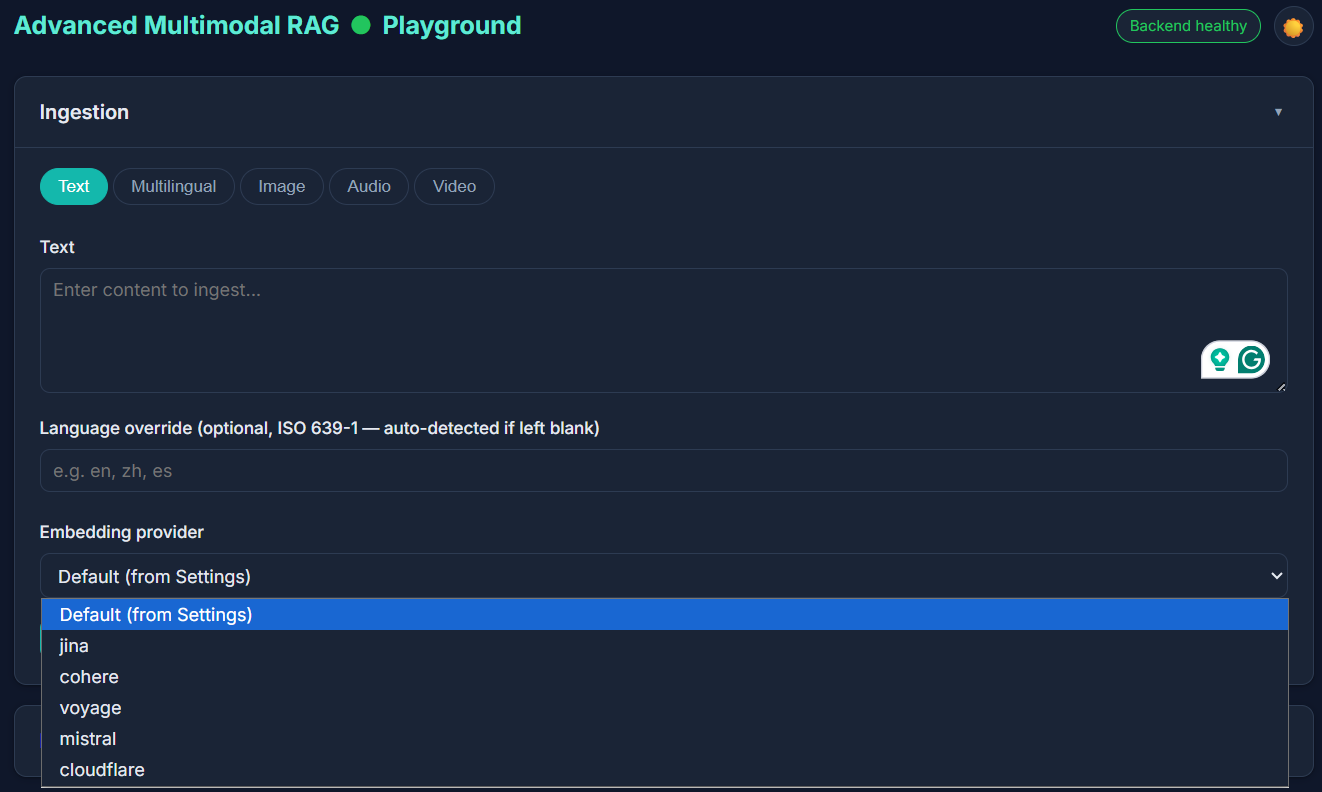 Advanced Multimodal RAG Playground
Backend healthy
Ingestion
Text Multilingual Image Audio Video
Text
Enter content to ingest...
Language override (optional, ISO 639-1 — auto-detected if left blank)
e.g. en, zh, es
Embedding provider
Default (from Settings)
Default (from Settings)
jina
cohere
voyage
mistral
cloudflare